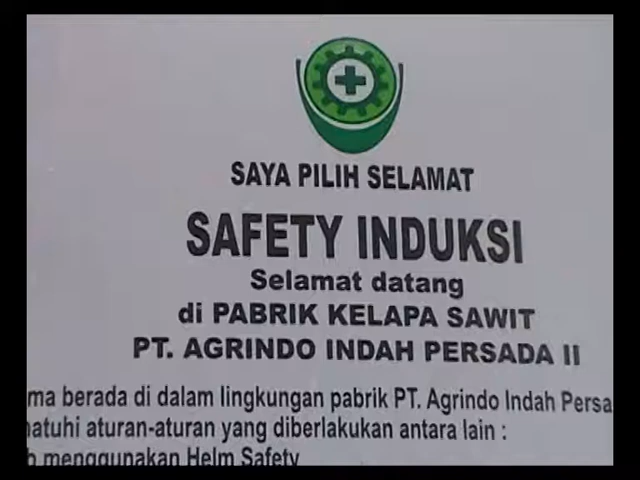 SAYA PILIH SELAMAT
SAFETY INDUKSI
Selamat datang
di PABRIK KELAPA SAWIT
PT. AGRINDO INDAH PERSADA II
berada di dalam lingkungan pabrik PT. Agrindo Indah
aturan-aturan yang diberlakukan antara lain :
menggunakan Helm Safety